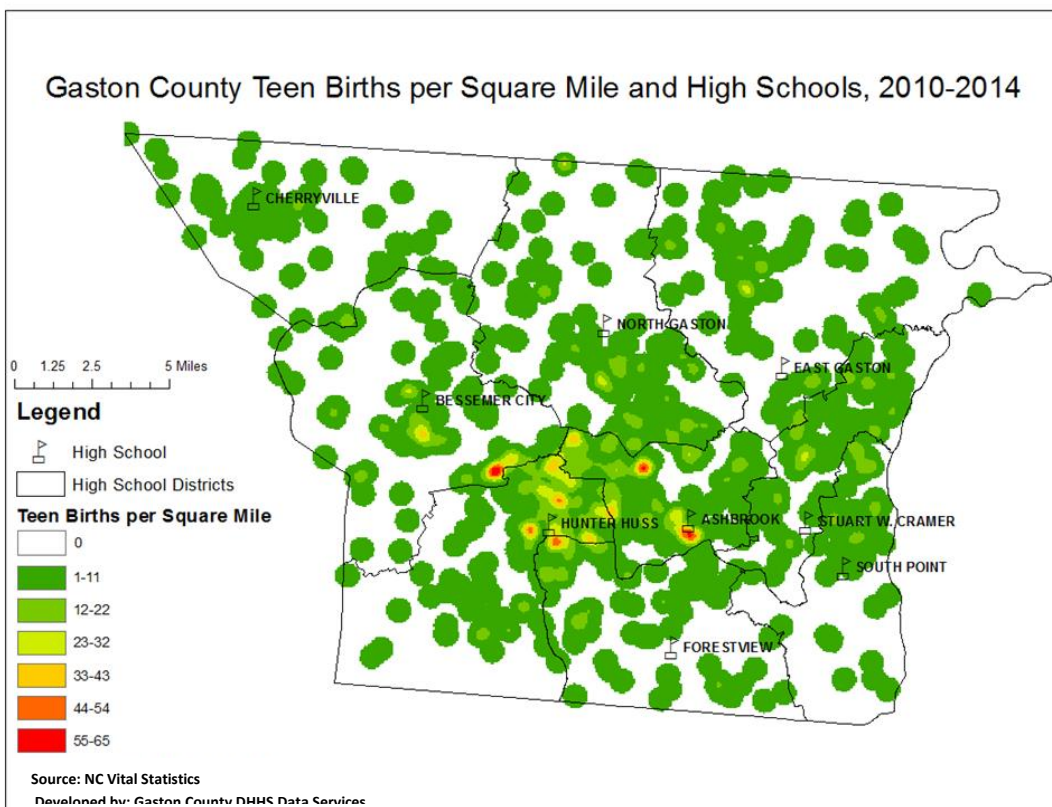 Gaston County Teen Births per Square Mile and High Schools, 2010-2014
CHERRYVILLE
NORTH GASTON
EAST GASTON
BESSEMER CITY
HUNTER HUSS
ASHBROOK
STUART W. CRAMER
SOUTH POINT
FORESTVIEW
0 1.25 2.5 5 Miles
Legend
High School
High School Districts
Teen Births per Square Mile
0
1-11
12-22
23-32
33-43
44-54
55-65
Source: NC Vital Statistics
Developed by: Gaston County DHHS Data Services